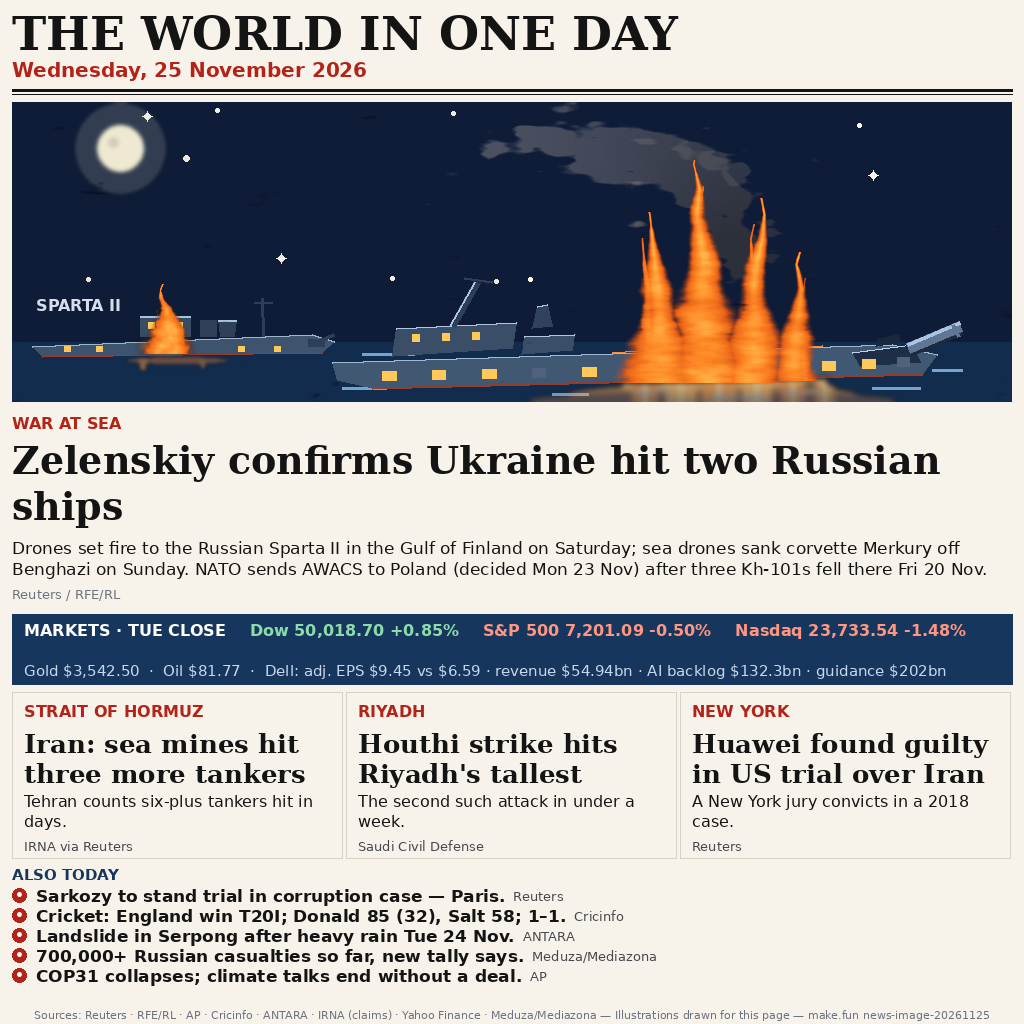 THE WORLD IN ONE DAY
Wednesday, 25 November 2026
SPARTA II
WAR AT SEA
Zelenskiy confirms Ukraine hit two Russian
ships
Drones set fire to the Russian Sparta II in the Gulf of Finland on Saturday; sea drones sank corvette Merkury off
Benghazi on Sunday. NATO sends AWACS to Poland (decided Mon 23 Nov) after three Kh-101s fell there Fri 20 Nov.
Reuters / RFE/RL
MARKETS · TUE CLOSE Dow 50,018.70 +0.85% S&P 500 7,201.09 -0.50% Nasdaq 23,733.54 -1.48%
Gold $3,542.50 · Oil $81.77 · Dell: adj. EPS $9.45 vs $6.59 · revenue $54.94bn · AI backlog $132.3bn · guidance $202bn
STRAIT OF HORMUZ
Iran: sea mines hit
three more tankers
Tehran counts six-plus tankers hit in
days.
IRNA via Reuters
RIYADH
Houthi strike hits
Riyadh's tallest
The second such attack in under a
week.
Saudi Civil Defense
NEW YORK
Huawei found guilty
in US trial over Iran
A New York jury convicts in a 2018
case.
Reuters
ALSO TODAY
Sarkozy to stand trial in corruption case — Paris. Reuters
Cricket: England win T20I; Donald 85 (32), Salt 58; 1–1. Cricinfo
Landslide in Serpong after heavy rain Tue 24 Nov. ANTARA
700,000+ Russian casualties so far, new tally says. Meduza/Mediazona
COP31 collapses; climate talks end without a deal. AP
Sources: Reuters · RFE/RL · AP · Cricinfo · ANTARA · IRNA (claims) · Yahoo Finance · Meduza/Mediazona — Illustrations drawn for this page — make.fun news-image-20261125